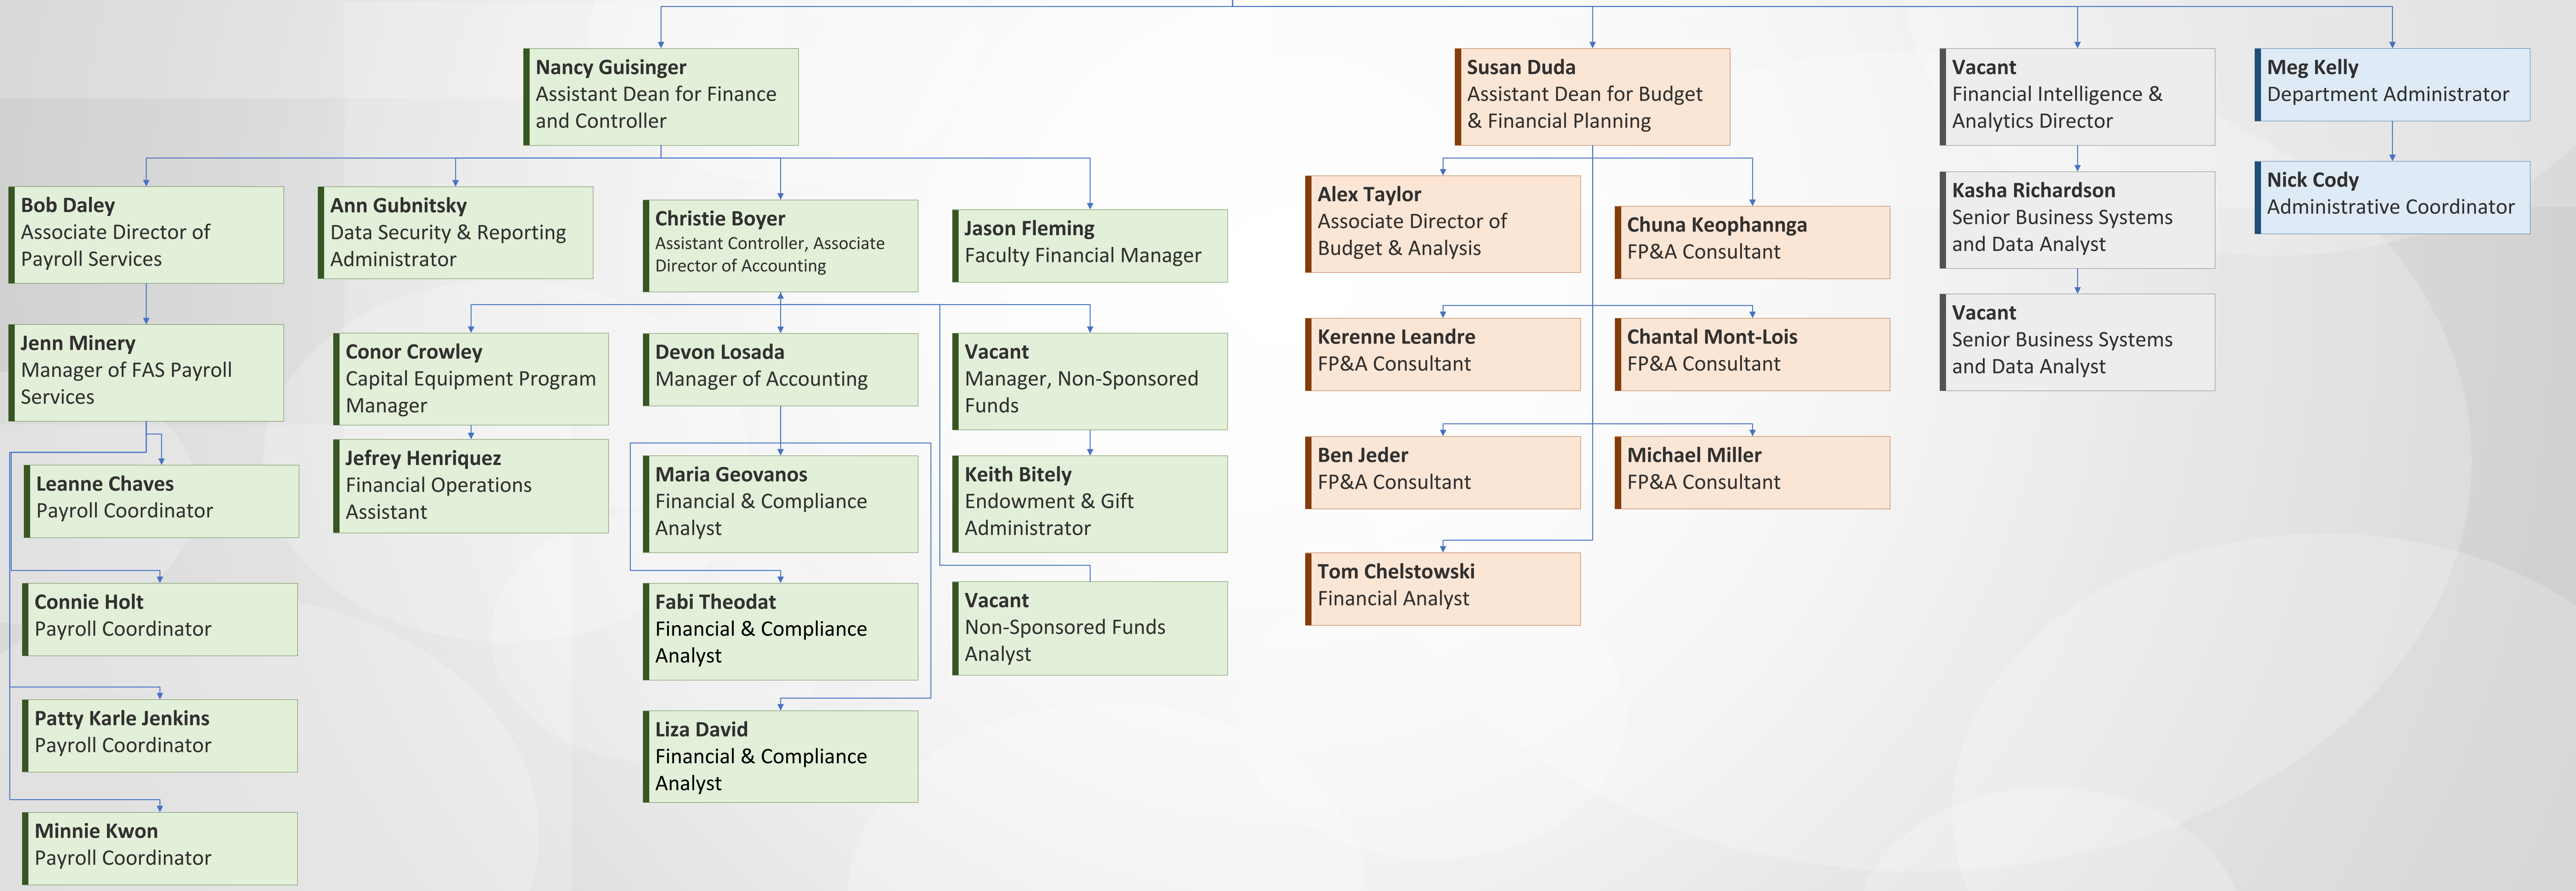 Nancy Guisinger
Assistant Dean for Finance
and Controller
Susan Duda
Assistant Dean for Budget
& Financial Planning
Vacant
Financial Intelligence &
Analytics Director
Meg Kelly
Department Administrator
Bob Daley
Associate Director of
Payroll Services
Ann Gubnitsky
Data Security & Reporting
Administrator
Christie Boyer
Assistant Controller, Associate
Director of Accounting
Jason Fleming
Faculty Financial Manager
Alex Taylor
Associate Director of
Budget & Analysis
Chuna Keophannga
FP&A Consultant
Kasha Richardson
Senior Business Systems
and Data Analyst
Nick Cody
Administrative Coordinator
Jenn Minery
Manager of FAS Payroll
Services
Conor Crowley
Capital Equipment Program
Manager
Devon Losada
Manager of Accounting
Vacant
Manager, Non-Sponsored
Funds
Kerenne Leandre
FP&A Consultant
Chantal Mont-Lois
FP&A Consultant
Vacant
Senior Business Systems
and Data Analyst
Leanne Chaves
Payroll Coordinator
Jefrey Henriquez
Financial Operations
Assistant
Maria Geovanos
Financial & Compliance
Analyst
Keith Bitely
Endowment & Gift
Administrator
Ben Jeder
FP&A Consultant
Michael Miller
FP&A Consultant
Connie Holt
Payroll Coordinator
Fabi Theodat
Financial & Compliance
Analyst
Vacant
Non-Sponsored Funds
Analyst
Tom Chelstowski
Financial Analyst
Patty Karle Jenkins
Payroll Coordinator
Liza David
Financial & Compliance
Analyst
Minnie Kwon
Payroll Coordinator